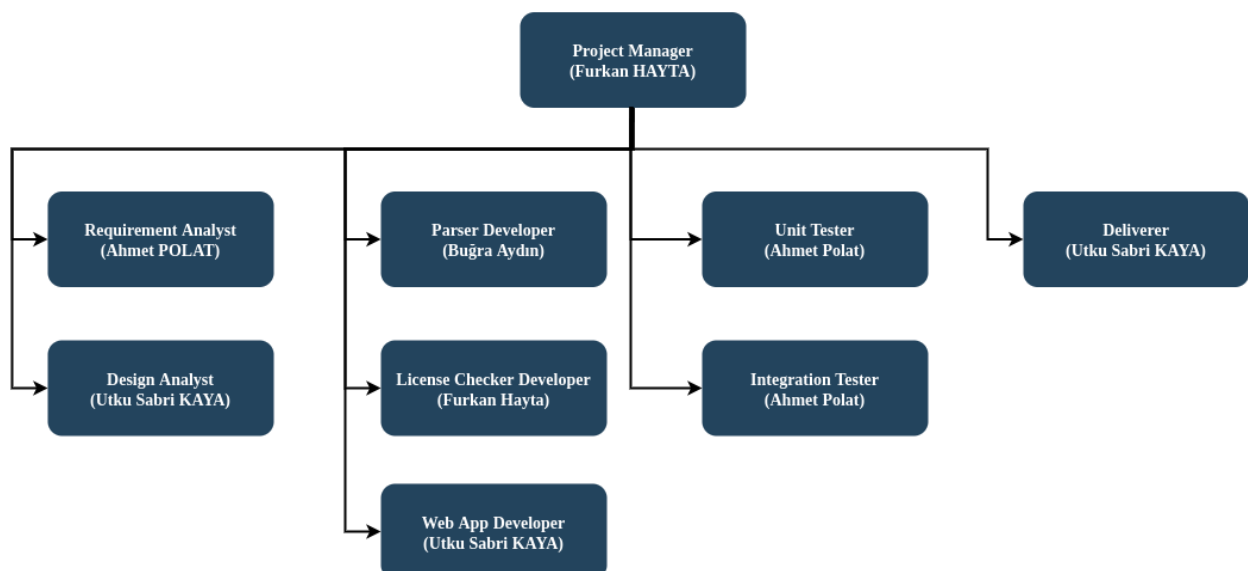 Project Manager
(Furkan HAYTA)
Requirement Analyst
(Ahmet POLAT)
Parser Developer
(Buğra Aydın)
Unit Tester
(Ahmet Polat)
Deliverer
(Utku Sabri KAYA)
Design Analyst
(Utku Sabri KAYA)
License Checker Developer
(Furkan Hayta)
Integration Tester
(Ahmet Polat)
Web App Developer
(Utku Sabri KAYA)